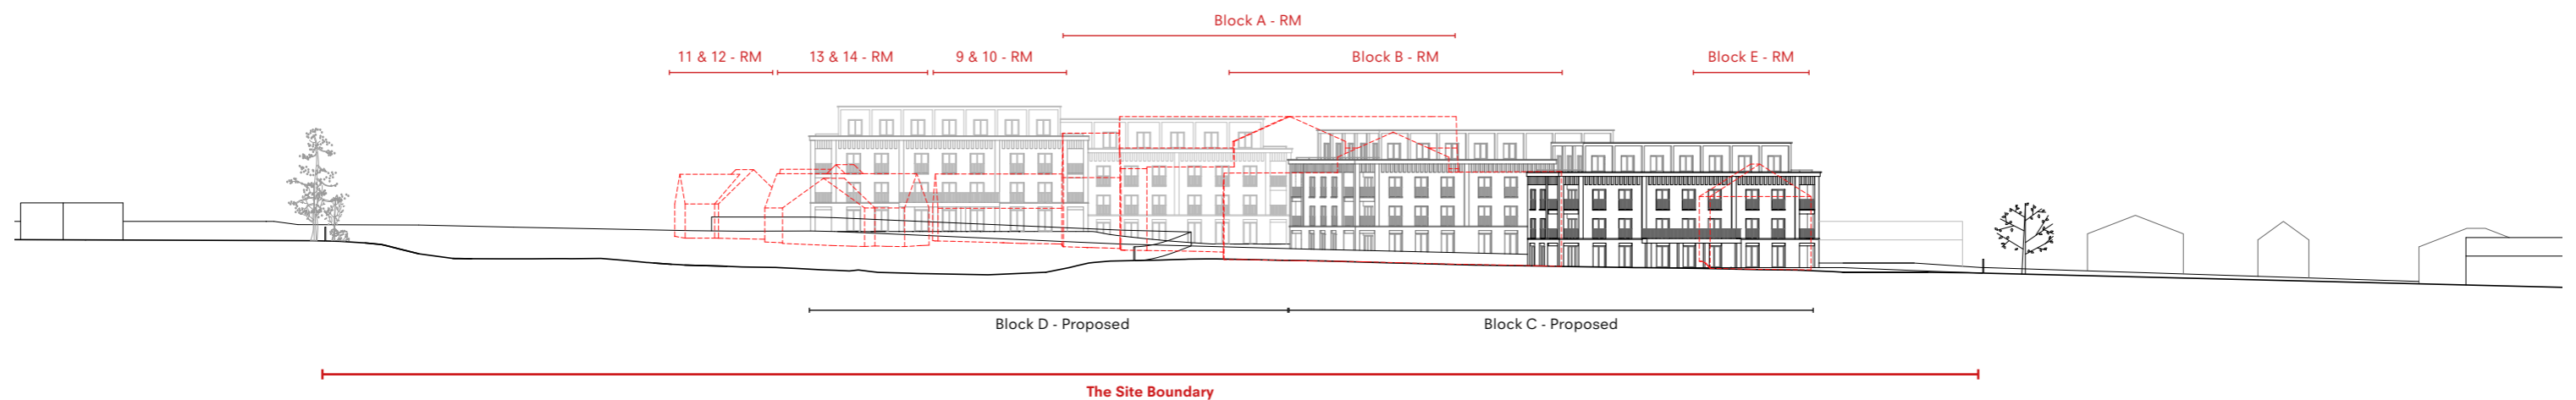 Block A - RM
11 & 12 - RM
13 & 14 - RM
9 & 10 - RM
Block B - RM
Block E - RM
Block D - Proposed
Block C - Proposed
The Site Boundary